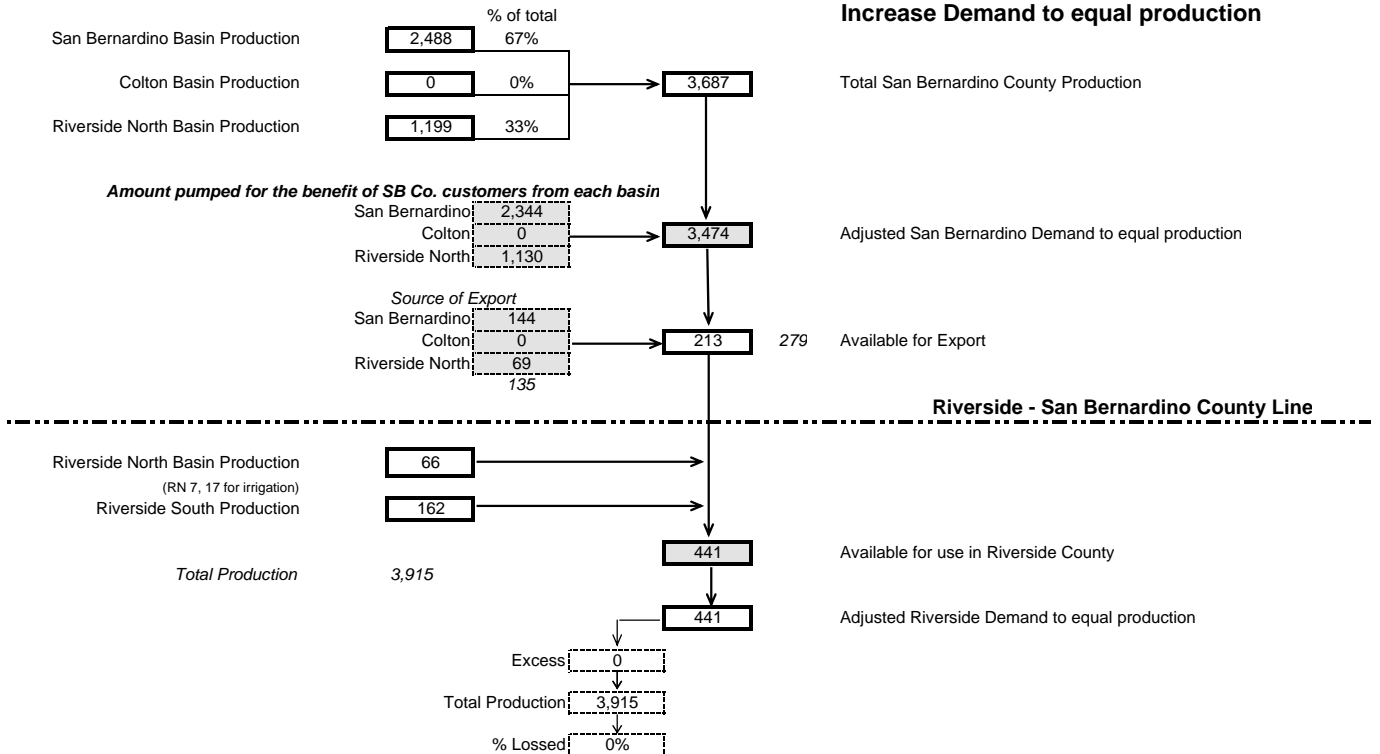 Increase Demand to equal production
% of total
San Bernardino Basin Production 2,488 67%
Colton Basin Production 0 0% 3,687 Total San Bernardino County Production
Riverside North Basin Production 1,199 33%
Amount pumped for the benefit of SB Co. customers from each basin
San Bernardino 2,344
Colton 0 3,474 Adjusted San Bernardino Demand to equal production
Riverside North 1,130
Source of Export
San Bernardino 144
Colton 0 213 279 Available for Export
Riverside North 69
135
Riverside - San Bernardino County Line
Riverside North Basin Production 66
(RN 7, 17 for irrigation)
Riverside South Production 162
441 Available for use in Riverside County
Total Production 3,915
441 Adjusted Riverside Demand to equal production
Excess 0
Total Production 3,915
% Lossed 0%